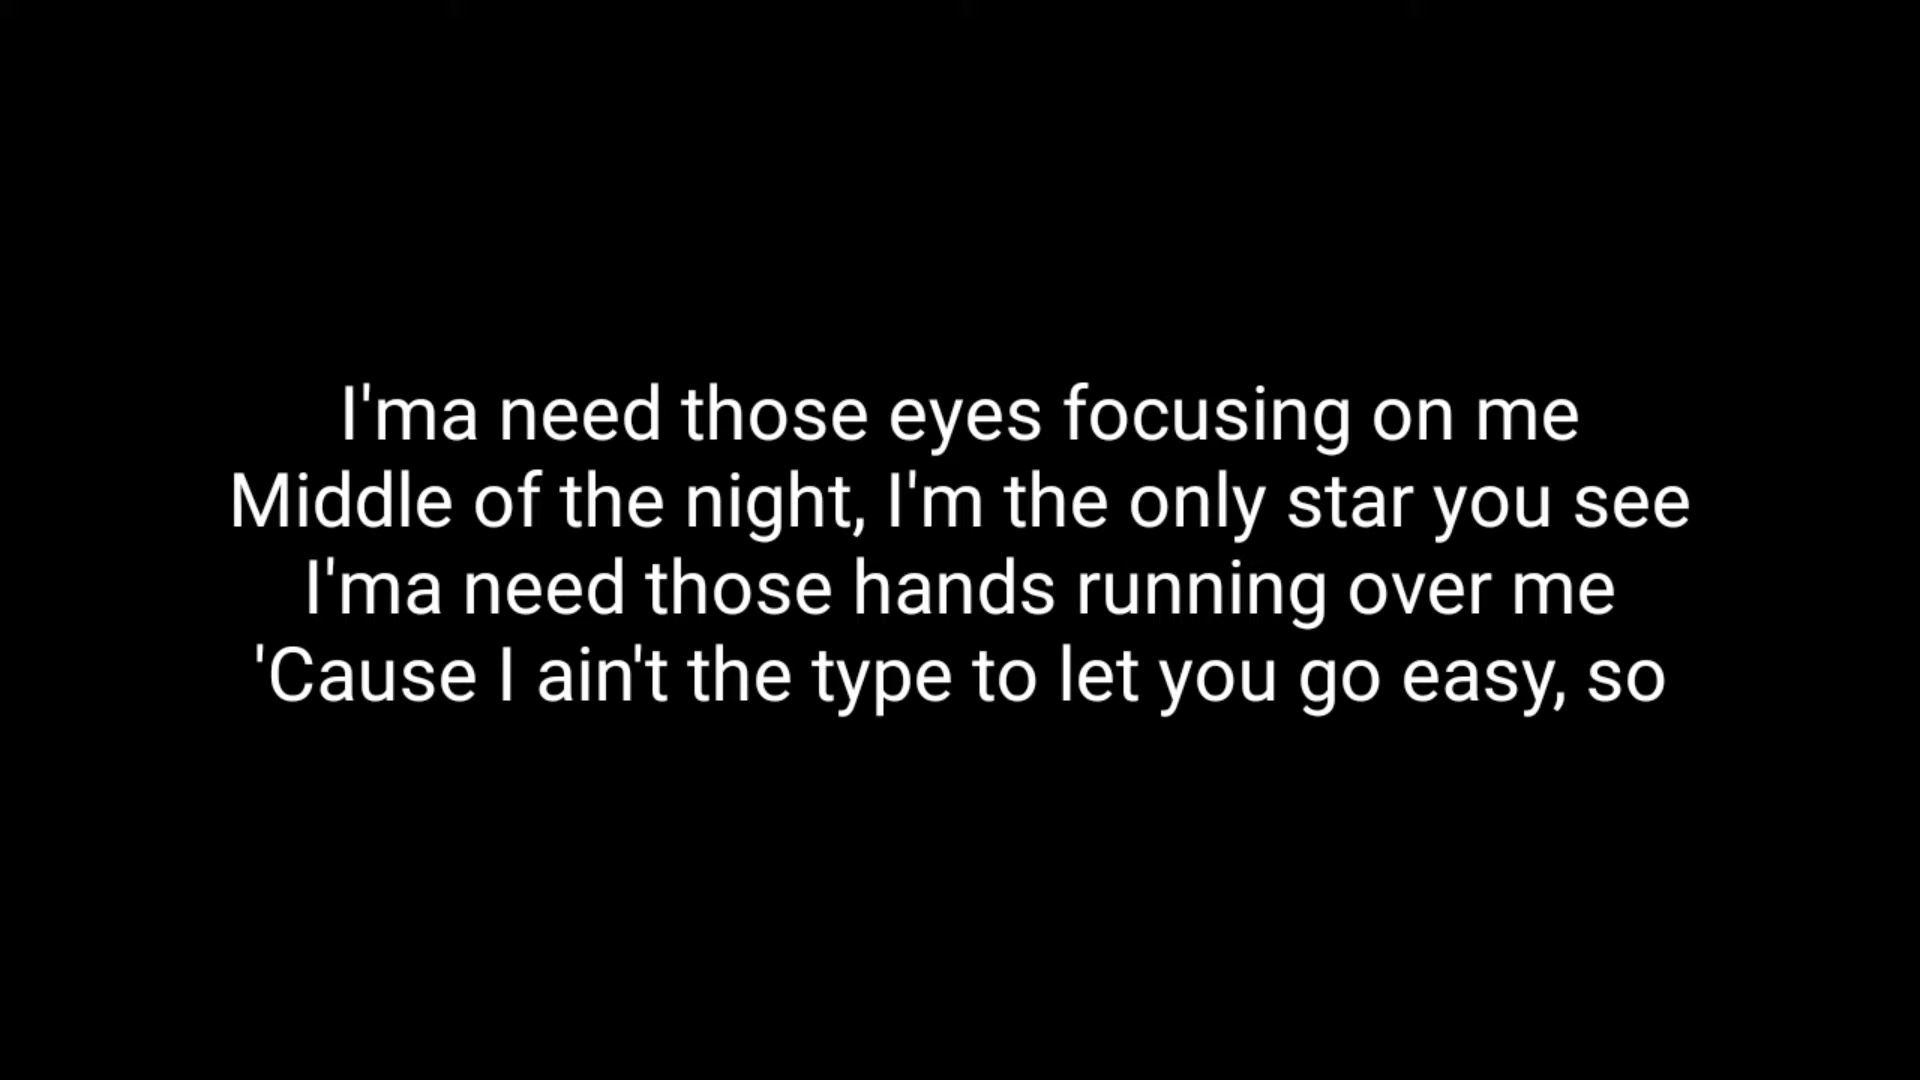 I'ma need those eyes focusing on me
Middle of the night, I'm the only star you see
I'ma need those hands running over me
'Cause I ain't the type to let you go easy, so